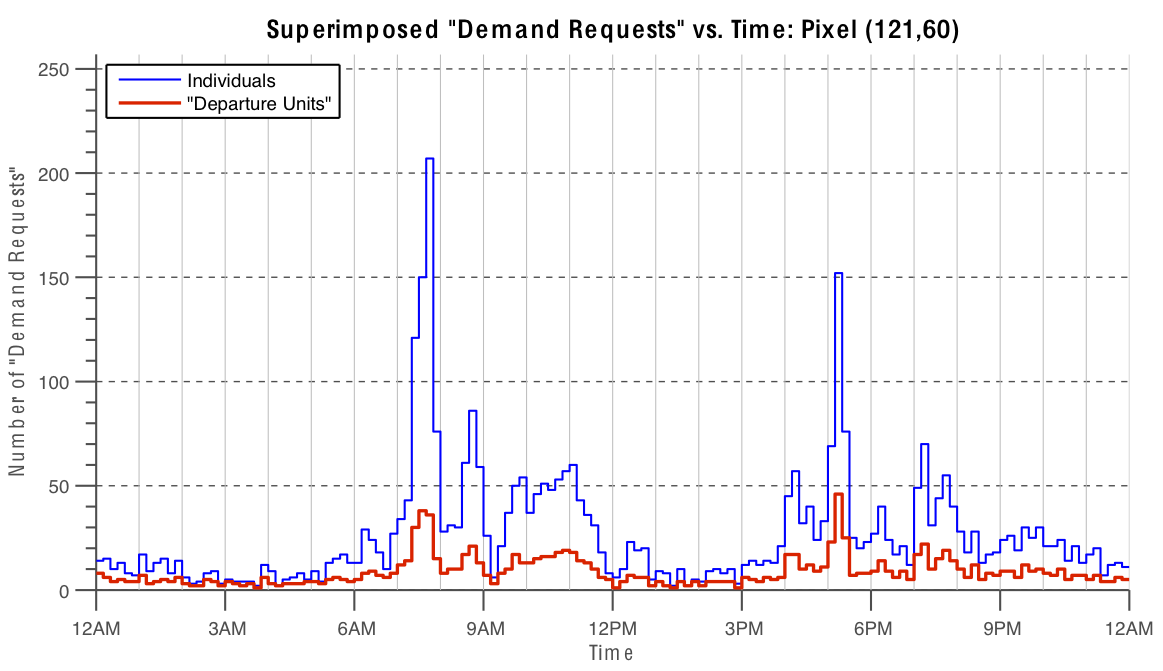 Superimposed "Demand Requests" vs. Time: Pixel (121,60)
Individuals
"Departure Units"
Number of "Demand Requests"
250
200
150
100
50
0
12AM 3AM 6AM 9AM 12PM 3PM 6PM 9PM 12AM
Time